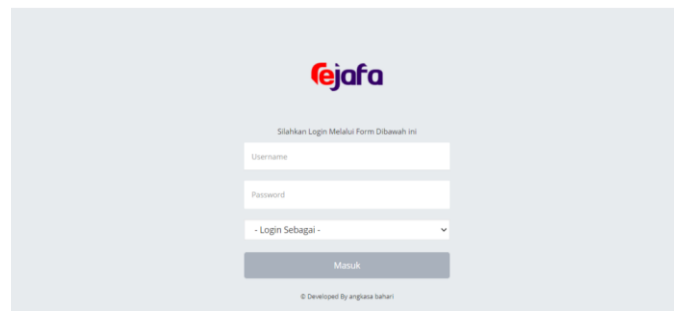 ejafa
Silahkan Login Melalui Form Dibawah ini
Username
Password
- Login Sebagai -
Masuk
© Developed By angkasa bahari